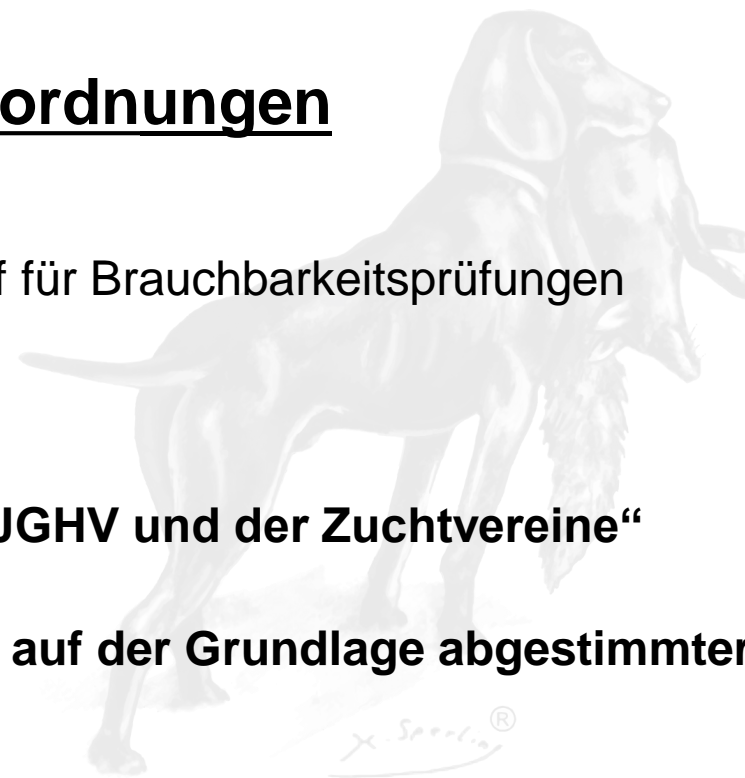 ordnungen
f für Brauchbarkeitsprüfungen
JGHV und der Zuchtvereine“
auf der Grundlage abgestimmter
®